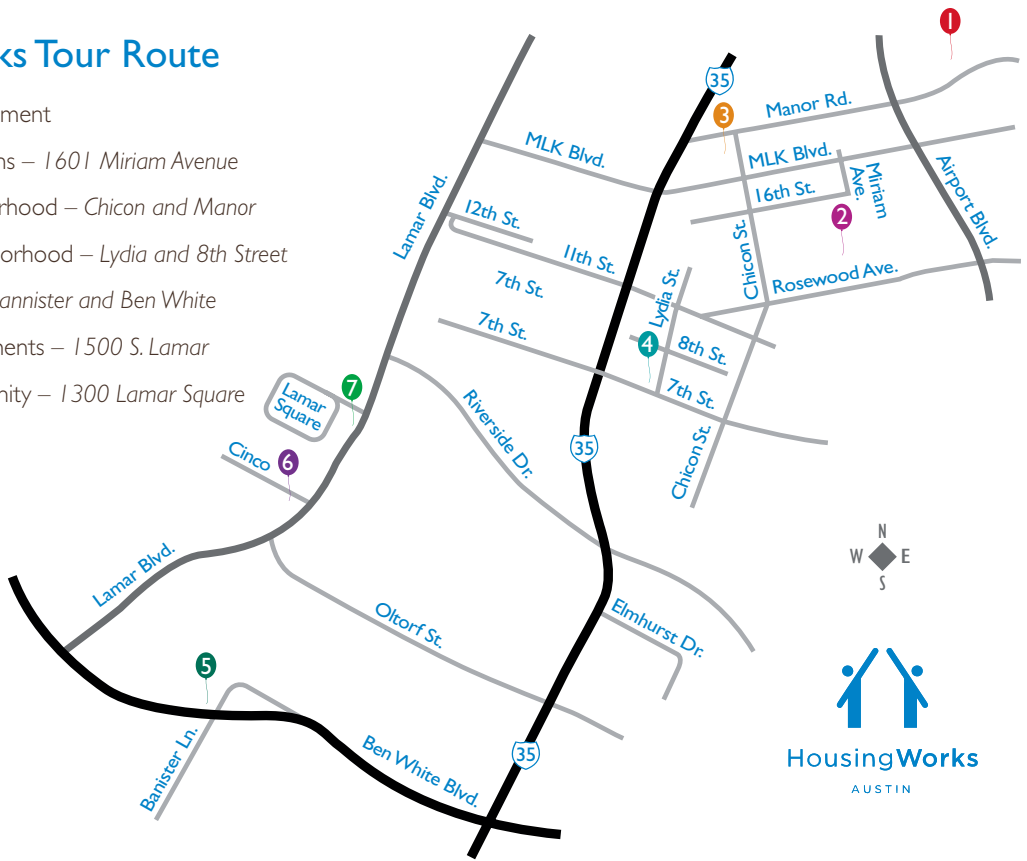 ks Tour Route
ment
ns – 1601 Miriam Avenue
rhood – Chicon and Manor
orhood – Lydia and 8th Street
annister and Ben White
ents – 1500 S. Lamar
nity – 1300 Lamar Square
1
35
3
Manor Rd.
MLK Blvd.
MLK Blvd.
Miriam
Ave.
Airport Blvd.
16th St.
2
Lamar Blvd.
12th St.
11th St.
Chicon St.
Rosewood Ave.
7th St.
Lydia St.
7th St.
4
8th St.
7th St.
7
Lamar
Square
Riverside Dr.
Cinco
6
35
Chicon St.
N
W
E
S
Lamar Blvd.
Oltorf St.
Elmhurst Dr.
5
Banister Ln.
Ben White Blvd.
35
HousingWorks
AUSTIN